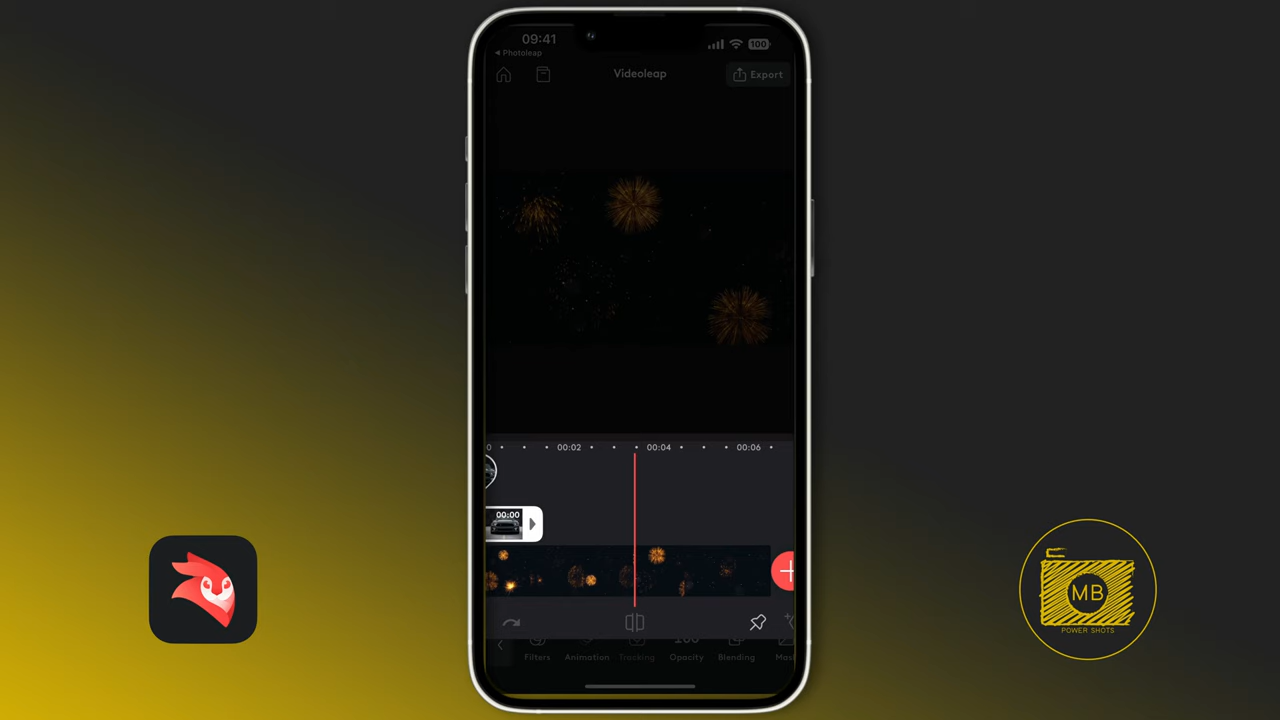 09:41
100
Photoleap
Videoleap
Export
0
00:02
00:04
00:06
00:00
Filters
Animation
Tracking
Opacity
Blending
MB
POWER SHOTS